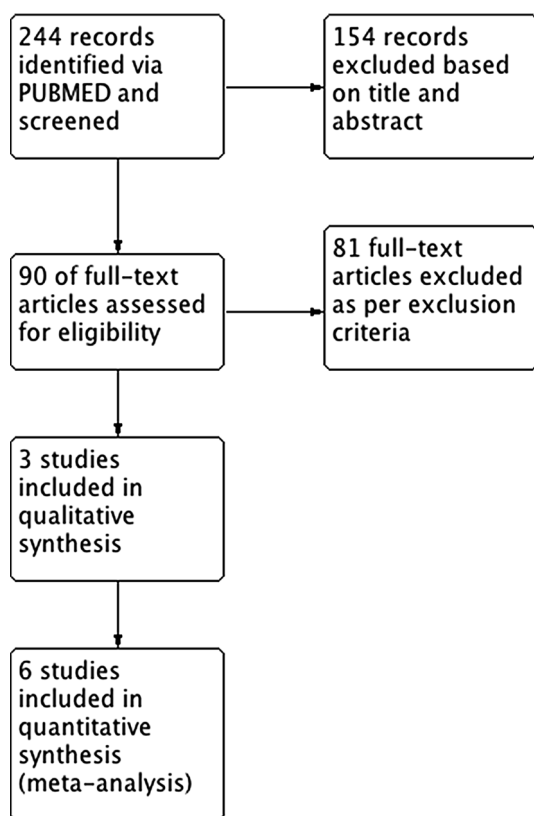 244 records
identified via
PUBMED and
screened
154 records
excluded based
on title and
abstract
90 of full-text
articles assessed
for eligibility
81 full-text
articles excluded
as per exclusion
criteria
3 studies
included in
qualitative
synthesis
6 studies
included in
quantitative
synthesis
(meta-analysis)